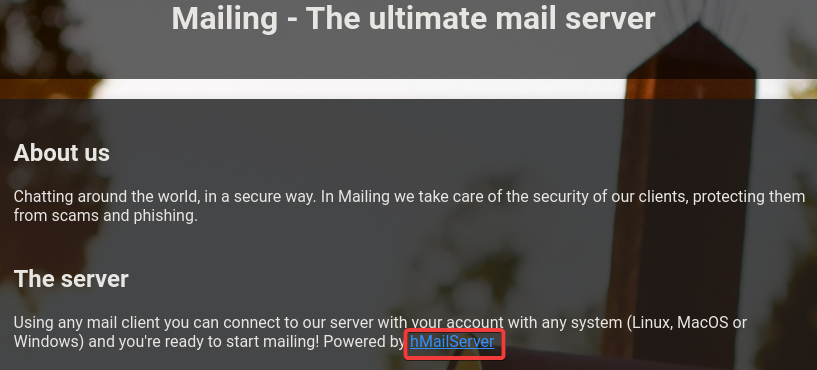 Mailing - The ultimate mail server
About us
Chatting around the world, in a secure way. In Mailing we take care of the security of our clients, protecting them
from scams and phishing.
The server
Using any mail client you can connect to our server with your account with any system (Linux, MacOS or
Windows) and you're ready to start mailing! Powered by hMailServer